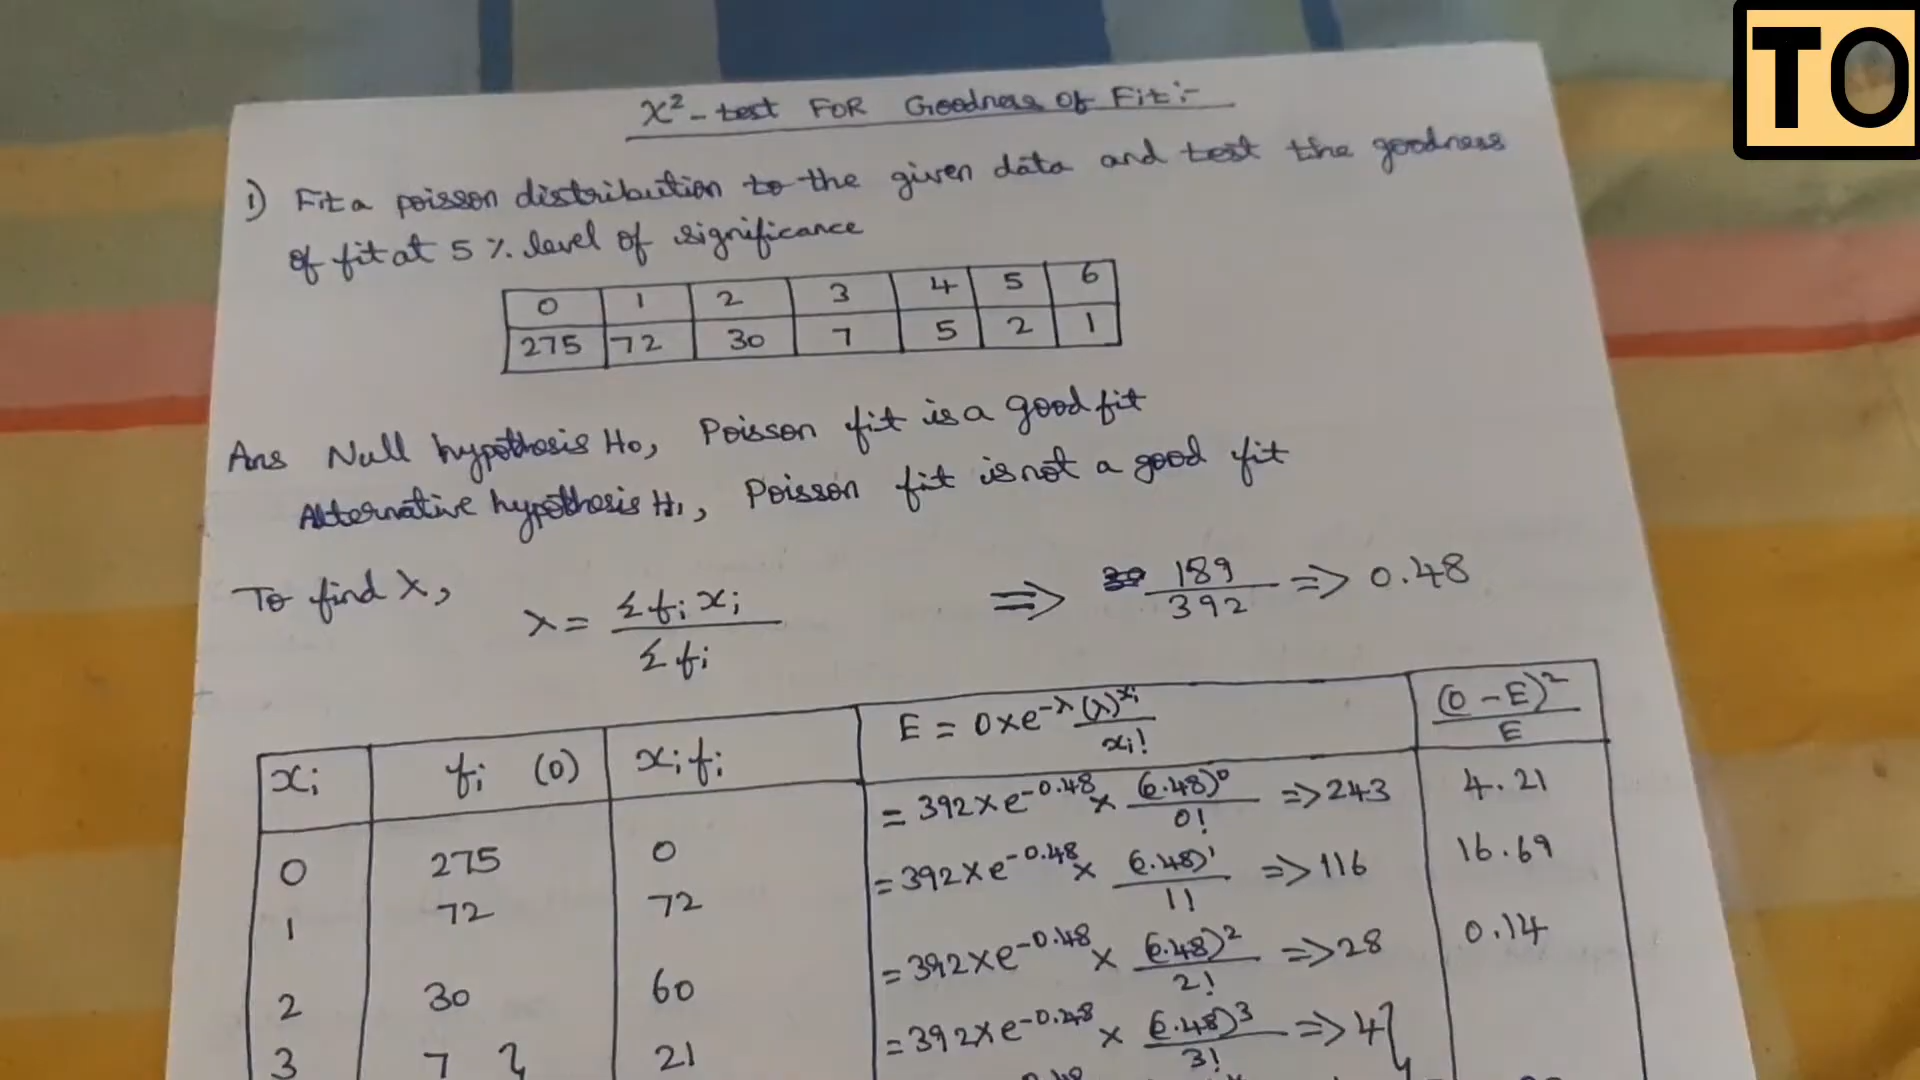 TO
χ²-test FOR Goodness Of Fit:-
1) Fit a poisson distribution to the given data and test the goodness
of fit at 5 % level of significance
0 1 2 3 4 5 6
275 72 30 7 5 2 1
Ans Null hypothesis H₀, Poisson fit is a good fit
Alternative hypothesis H₁, Poisson fit is not a good fit
To find λ, λ = Σfᵢxᵢ / Σfᵢ => 189/392 => 0.48
xᵢ fᵢ (O) xᵢfᵢ E = O×e^-λ (λ)^xᵢ / xᵢ! (O-E)²/E
0 275 0 = 392×e^-0.48 × (0.48)⁰/0! => 243 4.21
1 72 72 = 392×e^-0.48 × (0.48)¹/1! => 116 16.69
2 30 60 = 392×e^-0.48 × (0.48)²/2! => 28 0.14
3 7 } 21 = 392×e^-0.48 × (0.48)³/3! => 4 }